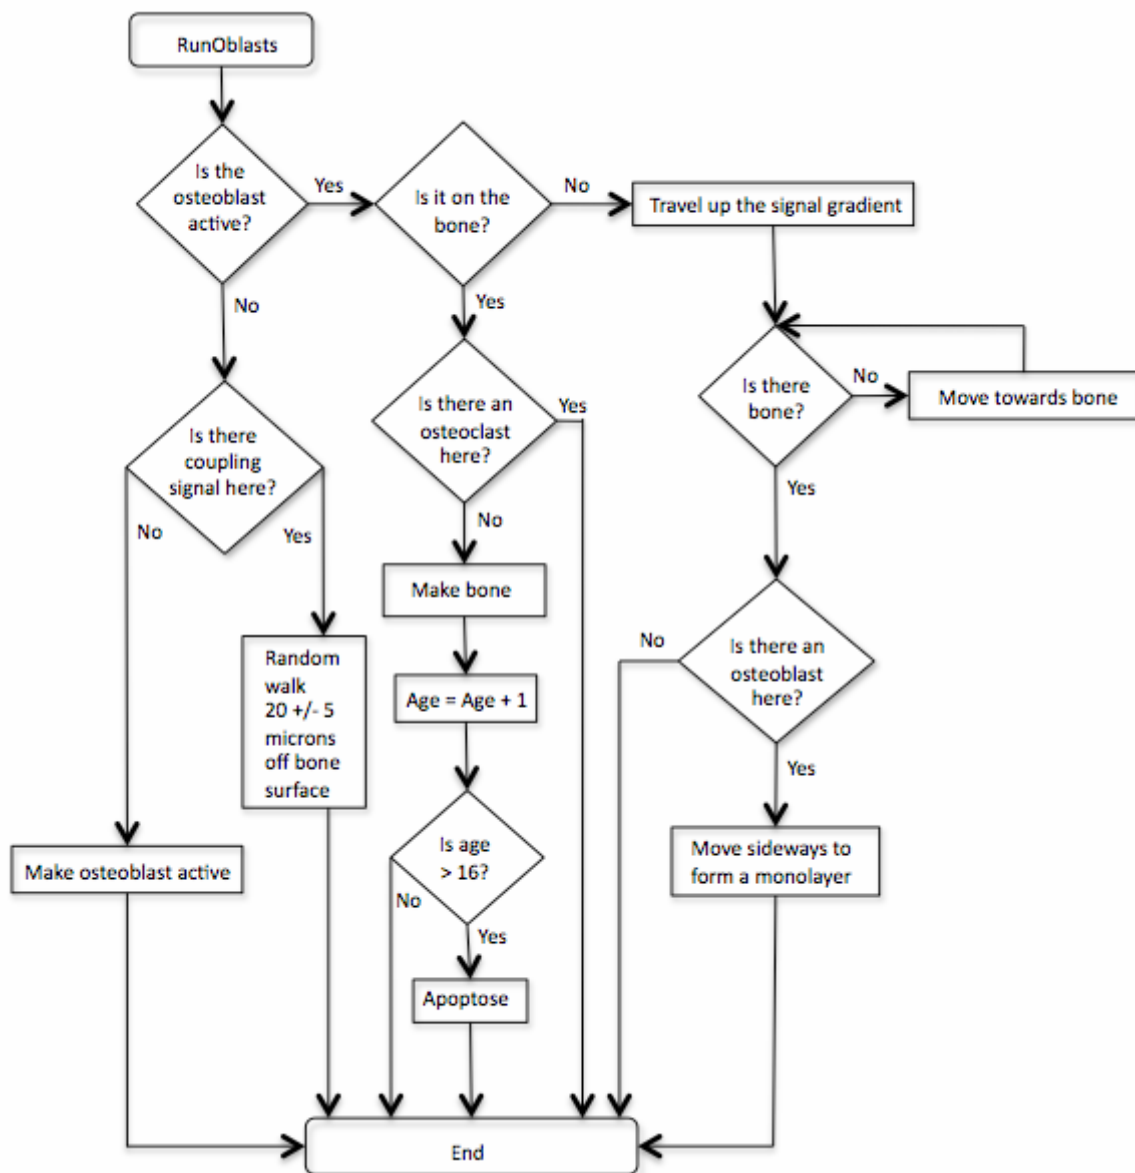 RunOblasts
Is the
osteoblast
active?
Yes
Is it on the
bone?
No
Travel up the signal gradient
No
Yes
Is there
bone?
No
Move towards bone
Is there an
osteoclast
here?
Yes
Is there
coupling
signal here?
No
Yes
No
Yes
Make bone
Is there an
osteoblast
here?
No
Yes
Random
walk
20 +/- 5
microns
off bone
surface
Age = Age + 1
Is age
> 16?
No
Yes
Make osteoblast active
Move sideways to
form a monolayer
Apoptose
End